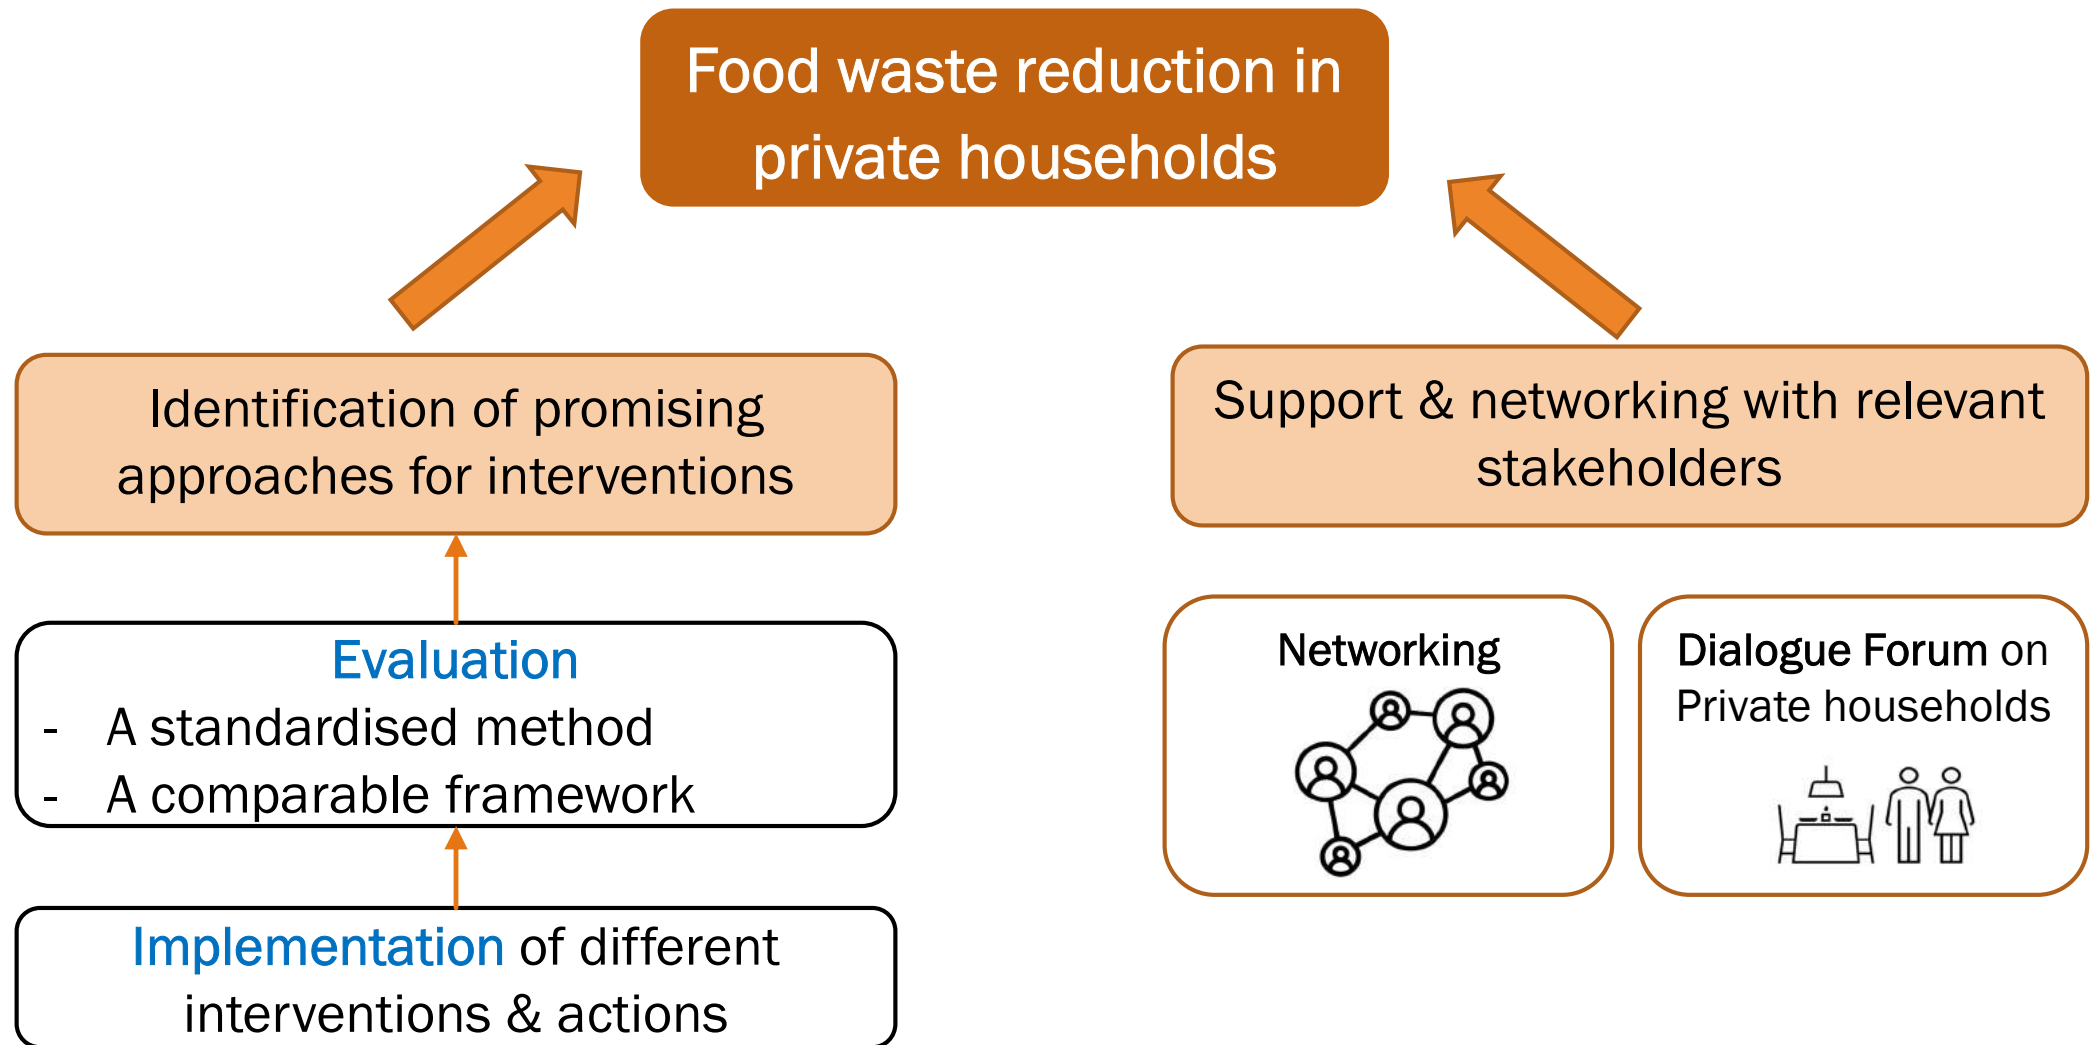 Food waste reduction in
private households
Identification of promising
approaches for interventions
Support & networking with relevant
stakeholders
Evaluation
- A standardised method
- A comparable framework
Networking
Dialogue Forum on
Private households
Implementation of different
interventions & actions